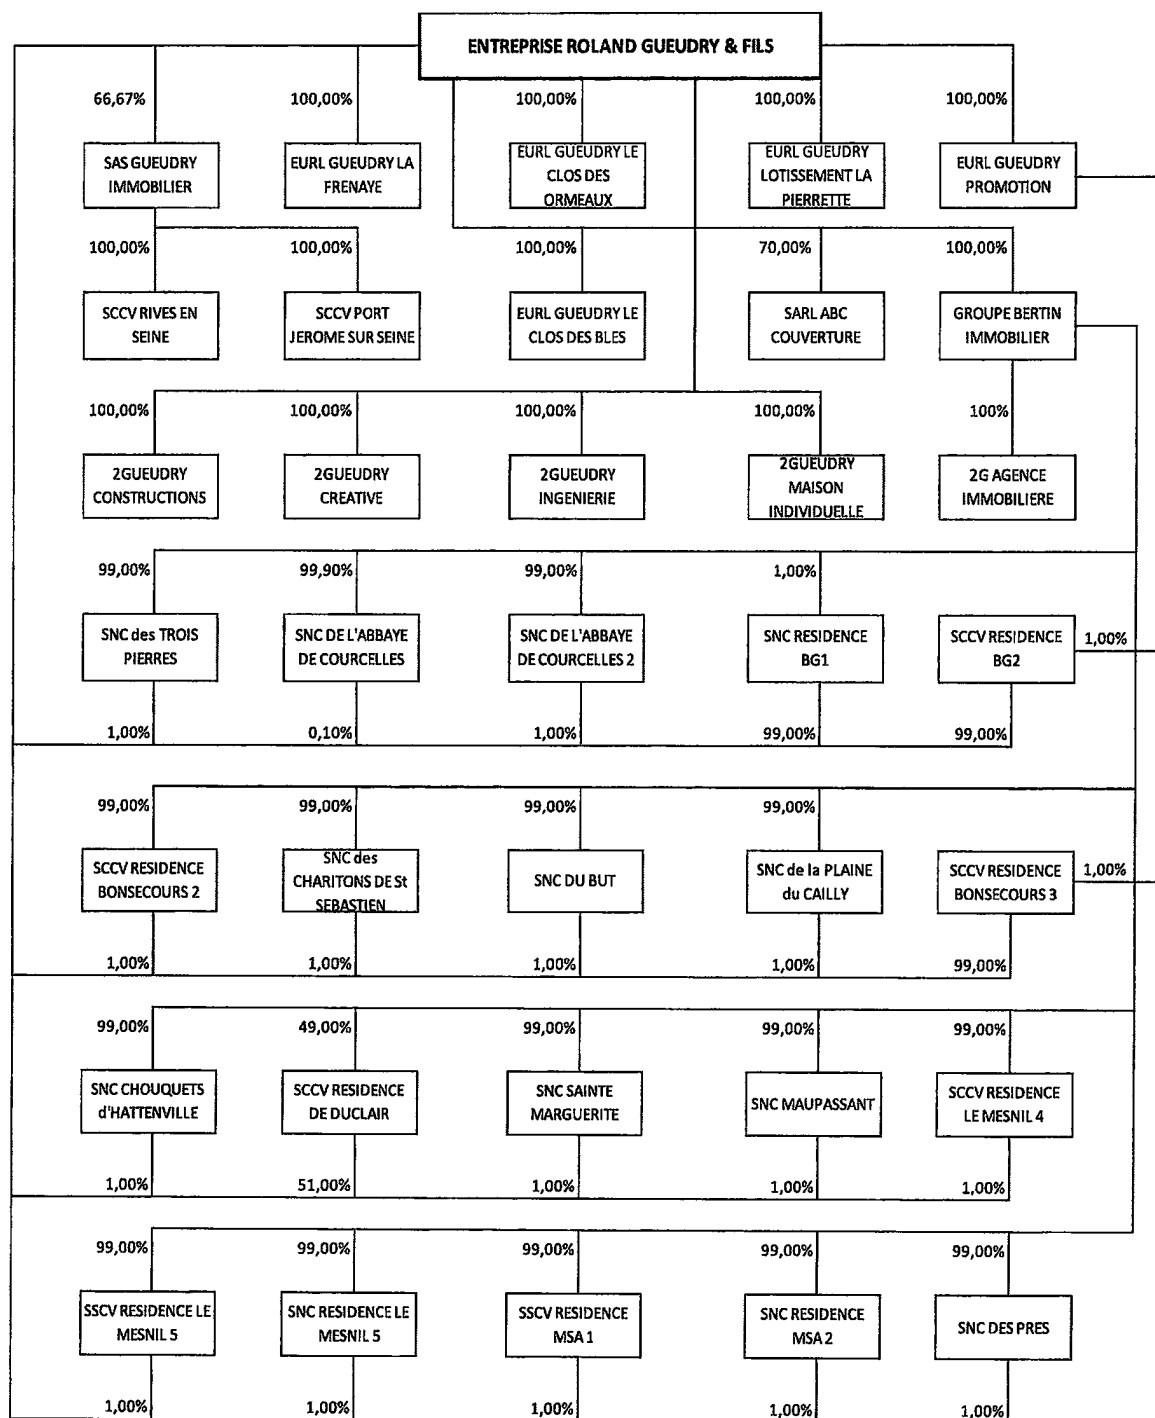 ENTREPRISE ROLAND GUEUDRY & FILS
66,67% 100,00% 100,00% 100,00% 100,00%
SAS GUEUDRY
IMMOBILIER
EURL GUEUDRY LA
FRENAYE
EURL GUEUDRY LE
CLOS DES
ORMEAUX
EURL GUEUDRY
LOTISSEMENT LA
PIERRETTE
EURL GUEUDRY
PROMOTION
100,00% 100,00% 100,00% 70,00% 100,00%
SCCV RIVES EN
SEINE
SCCV PORT
JEROME SUR SEINE
EURL GUEUDRY LE
CLOS DES BLES
SARL ABC
COUVERTURE
GROUPE BERTIN
IMMOBILIER
100,00% 100,00% 100,00% 100,00% 100%
2GUEUDRY
CONSTRUCTIONS
2GUEUDRY
CREATIVE
2GUEUDRY
INGENIERIE
2GUEUDRY
MAISON
INDIVIDUELLE
2G AGENCE
IMMOBILIERE
99,00% 99,90% 99,00% 1,00%
SNC des TROIS
PIERRES
SNC DE L'ABBAYE
DE COURCELLES
SNC DE L'ABBAYE
DE COURCELLES 2
SNC RESIDENCE
BG1
SCCV RESIDENCE
BG2
1,00%
1,00% 0,10% 1,00% 99,00% 99,00%
99,00% 99,00% 99,00% 99,00%
SCCV RESIDENCE
BONSECOURS 2
SNC des
CHARITONS DE St
SEBASTIEN
SNC DU BUT
SNC de la PLAINE
du CAILLY
SCCV RESIDENCE
BONSECOURS 3
1,00%
1,00% 1,00% 1,00% 1,00% 99,00%
99,00% 49,00% 99,00% 99,00% 99,00%
SNC CHOUQUETS
d'HATTENVILLE
SCCV RESIDENCE
DE DUCLAIR
SNC SAINTE
MARGUERITE
SNC MAUPASSANT
SCCV RESIDENCE
LE MESNIL 4
1,00% 51,00% 1,00% 1,00% 1,00%
99,00% 99,00% 99,00% 99,00% 99,00%
SSCV RESIDENCE LE
MESNIL 5
SNC RESIDENCE LE
MESNIL 5
SSCV RESIDENCE
MSA 1
SNC RESIDENCE
MSA 2
SNC DES PRES
1,00% 1,00% 1,00% 1,00% 1,00%